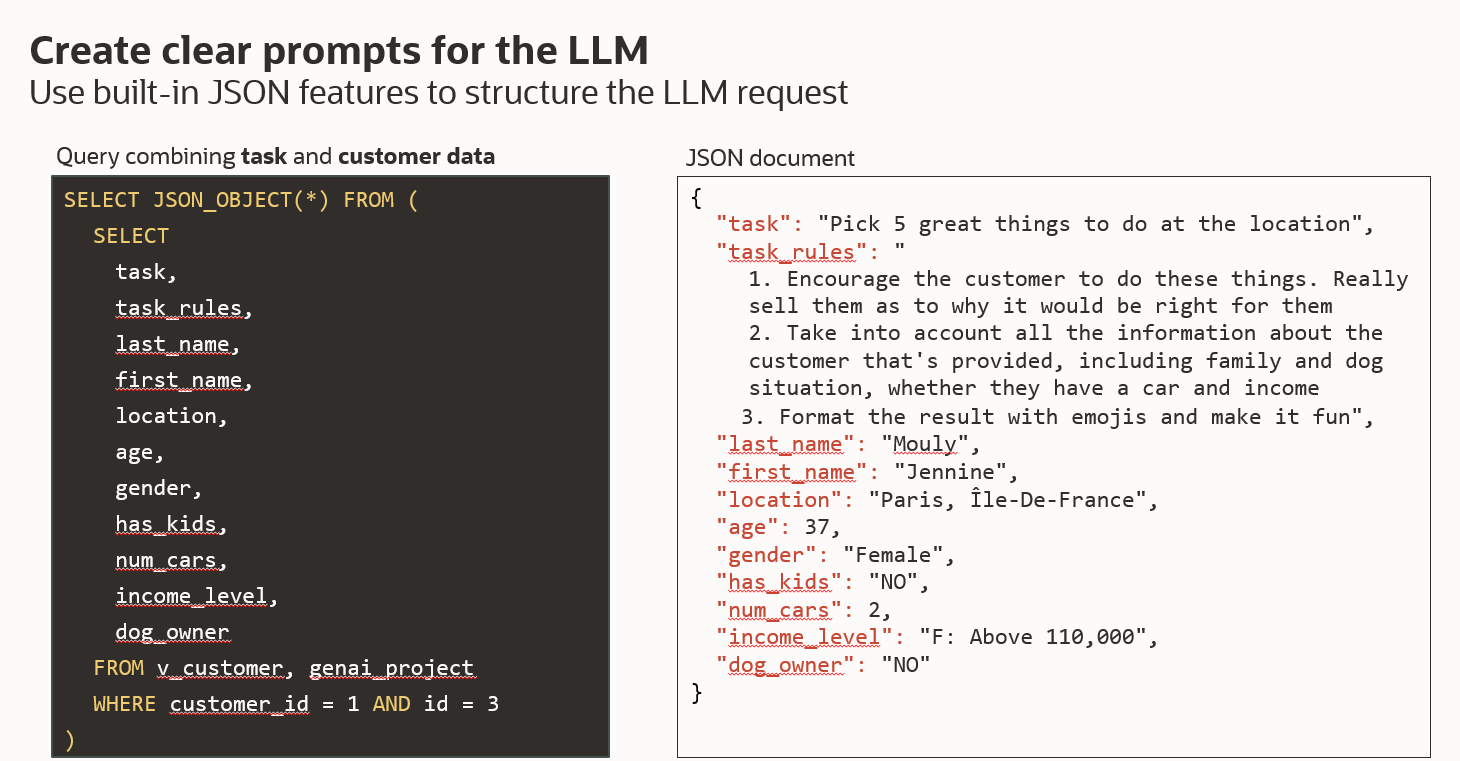 Create clear prompts for the LLM
Use built-in JSON features to structure the LLM request
Query combining task and customer data
SELECT JSON_OBJECT(*) FROM (
SELECT
task,
task_rules,
last_name,
first_name,
location,
age,
gender,
has_kids,
num_cars,
income_level,
dog_owner
FROM v_customer, genai_project
WHERE customer_id = 1 AND id = 3
)
JSON document
{
"task": "Pick 5 great things to do at the location",
"task_rules": "
1. Encourage the customer to do these things. Really
sell them as to why it would be right for them
2. Take into account all the information about the
customer that's provided, including family and dog
situation, whether they have a car and income
3. Format the result with emojis and make it fun",
"last_name": "Mouly",
"first_name": "Jennine",
"location": "Paris, Île-De-France",
"age": 37,
"gender": "Female",
"has_kids": "NO",
"num_cars": 2,
"income_level": "F: Above 110,000",
"dog_owner": "NO"
}